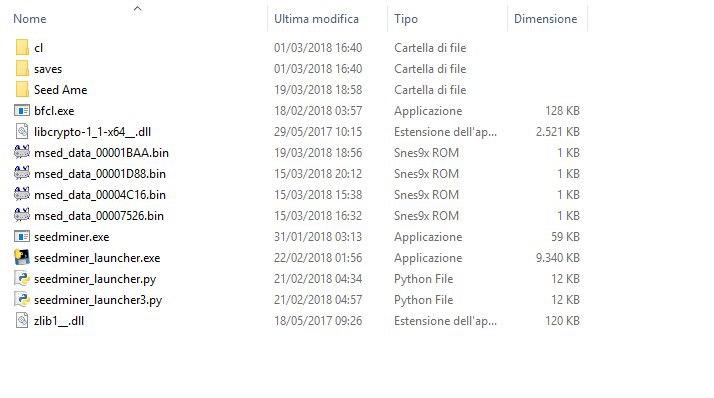 Nome Ultima modifica Tipo Dimensione
cl 01/03/2018 16:40 Cartella di file
saves 01/03/2018 16:40 Cartella di file
Seed Ame 19/03/2018 18:58 Cartella di file
bfcl.exe 18/02/2018 03:57 Applicazione 128 KB
libcrypto-1_1-x64__.dll 29/05/2017 10:15 Estensione dell'ap... 2.521 KB
msed_data_00001BAA.bin 19/03/2018 18:56 Snes9x ROM 1 KB
msed_data_00001D88.bin 15/03/2018 20:12 Snes9x ROM 1 KB
msed_data_00004C16.bin 15/03/2018 15:38 Snes9x ROM 1 KB
msed_data_00007526.bin 15/03/2018 16:32 Snes9x ROM 1 KB
seedminer.exe 31/01/2018 03:13 Applicazione 59 KB
seedminer_launcher.exe 22/02/2018 01:56 Applicazione 9.340 KB
seedminer_launcher.py 21/02/2018 04:34 Python File 12 KB
seedminer_launcher3.py 21/02/2018 04:57 Python File 12 KB
zlib1__.dll 18/05/2017 09:26 Estensione dell'ap... 120 KB